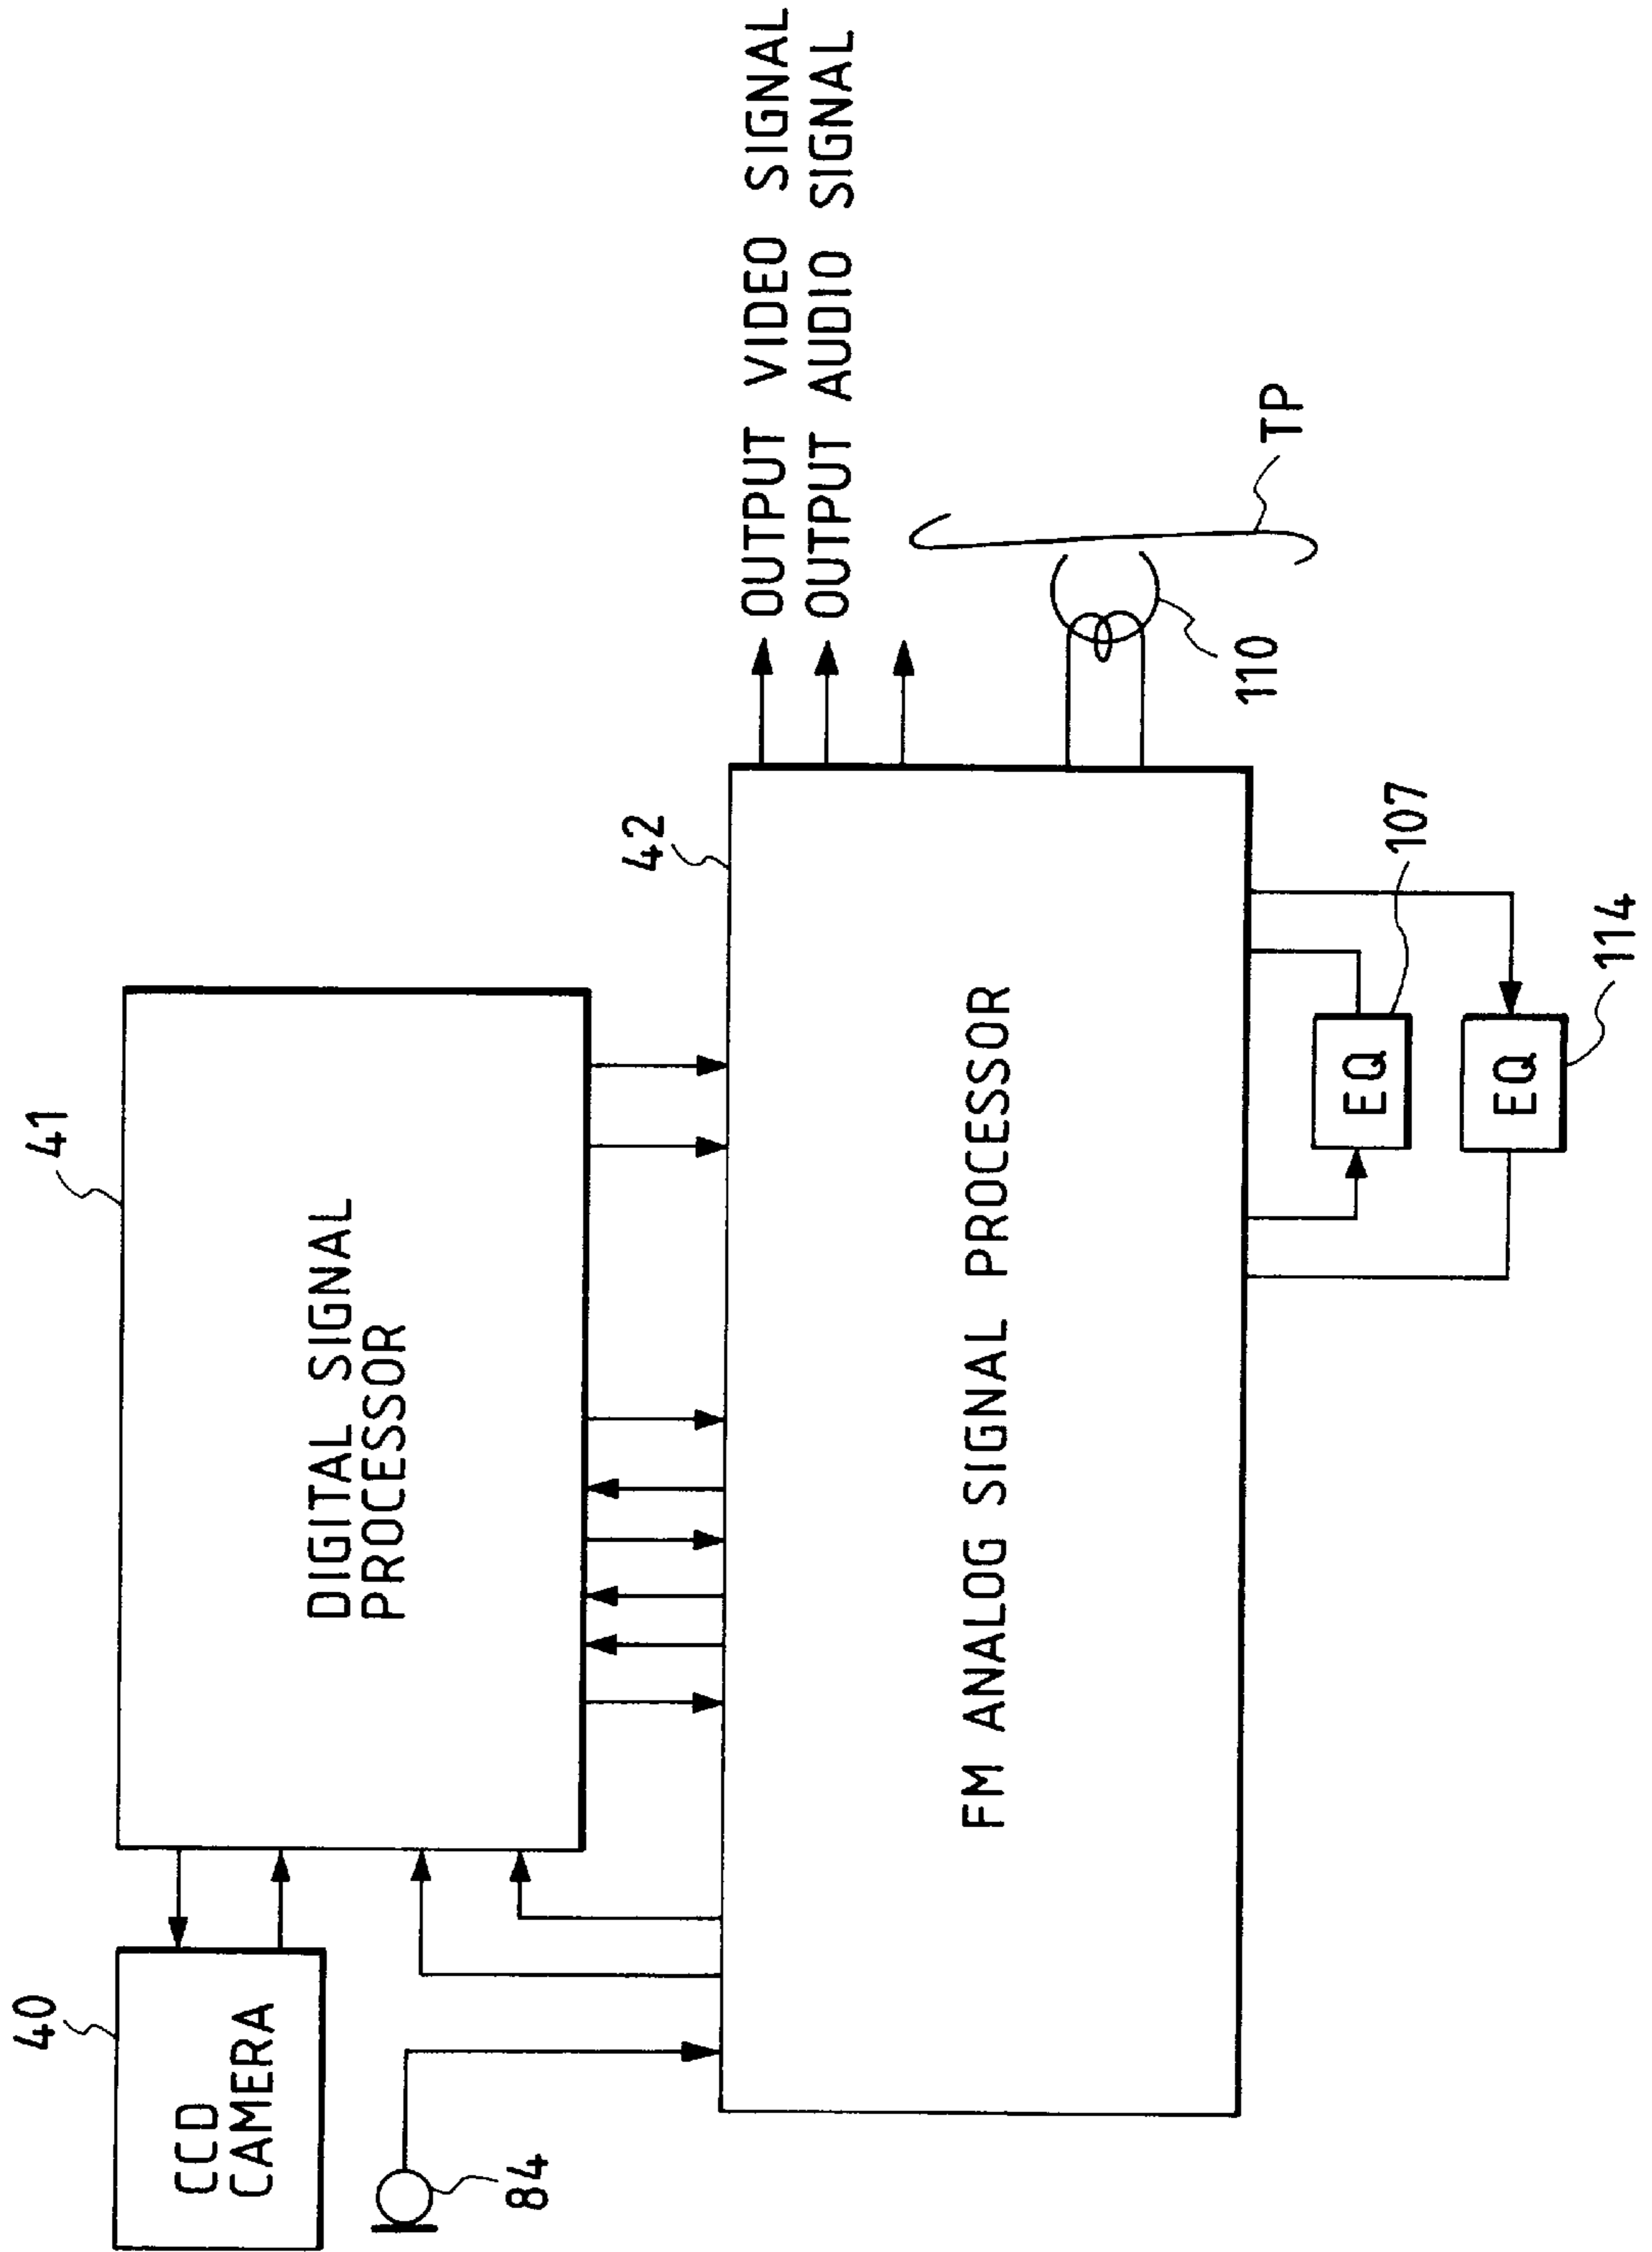 40
CCD
CAMERA
41
DIGITAL SIGNAL
PROCESSOR
84
42
FM ANALOG SIGNAL PROCESSOR
OUTPUT VIDEO SIGNAL
OUTPUT AUDIO SIGNAL
TP
110
EQ
107
EQ
114